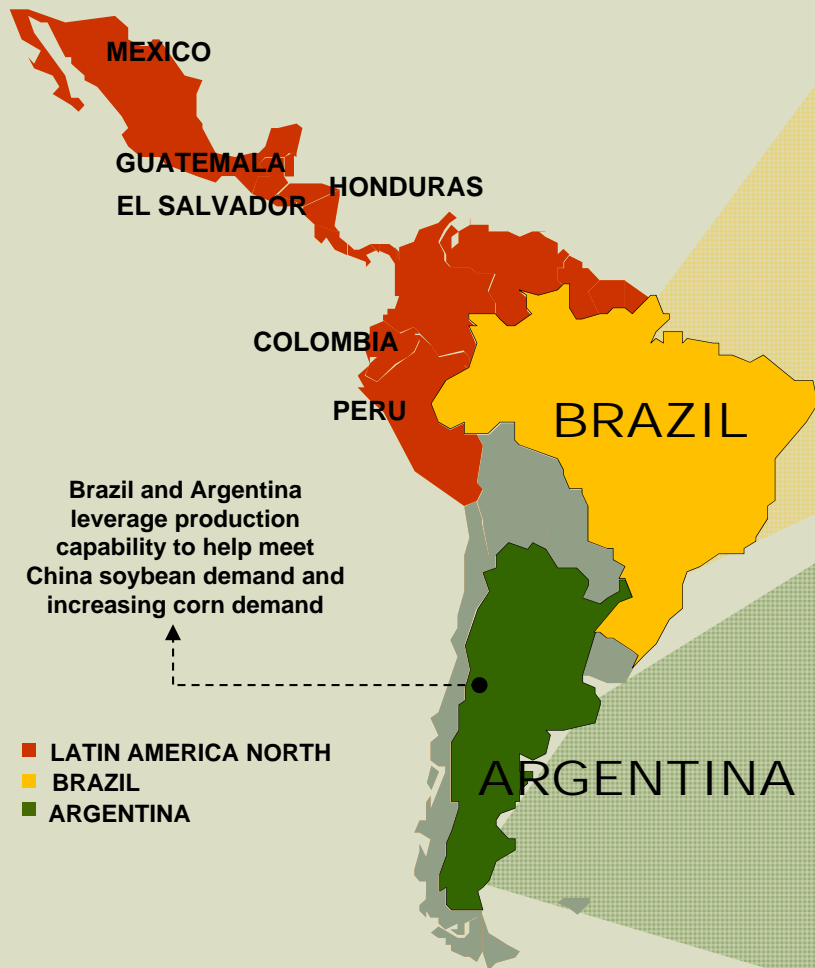 MEXICO
GUATEMALA
HONDURAS
EL SALVADOR
COLOMBIA
PERU
BRAZIL
Brazil and Argentina
leverage production
capability to help meet
China soybean demand and
increasing corn demand
LATIN AMERICA NORTH
BRAZIL
ARGENTINA
ARGENTINA